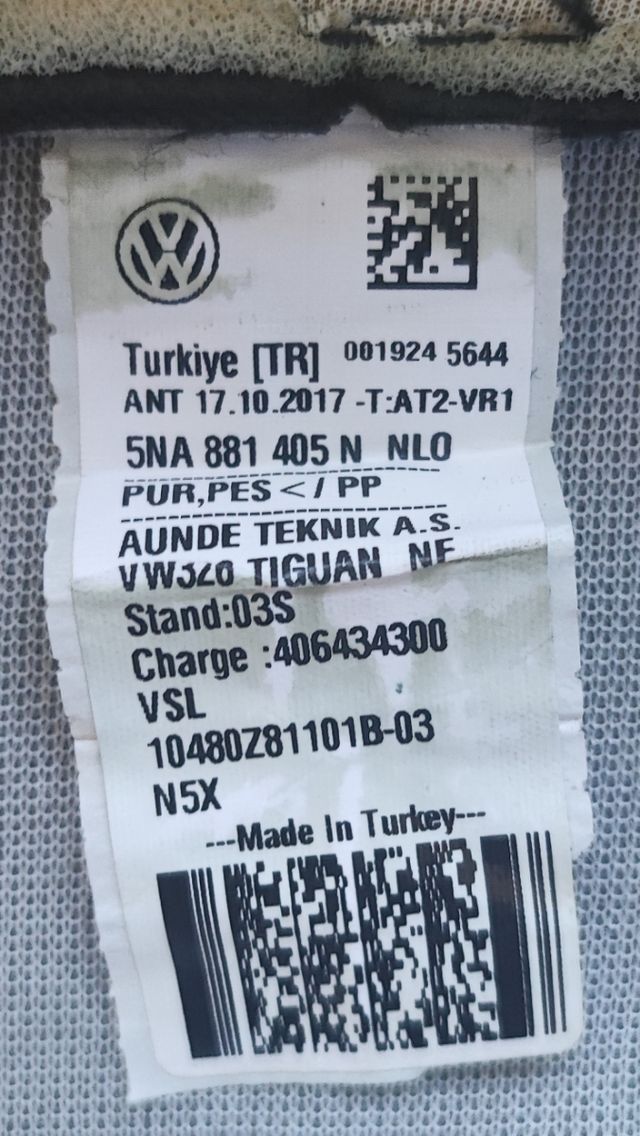 Turkiye [TR] 001924 5644
ANT 17.10.2017 -T:AT2-VR1
5NA 881 405 N NLO
PUR,PES < / PP
AUNDE TEKNIK A.S.
VW326 TIGUAN NF
Stand:03S
Charge :406434300
VSL
10480Z81101B-03
N5X
---Made In Turkey---